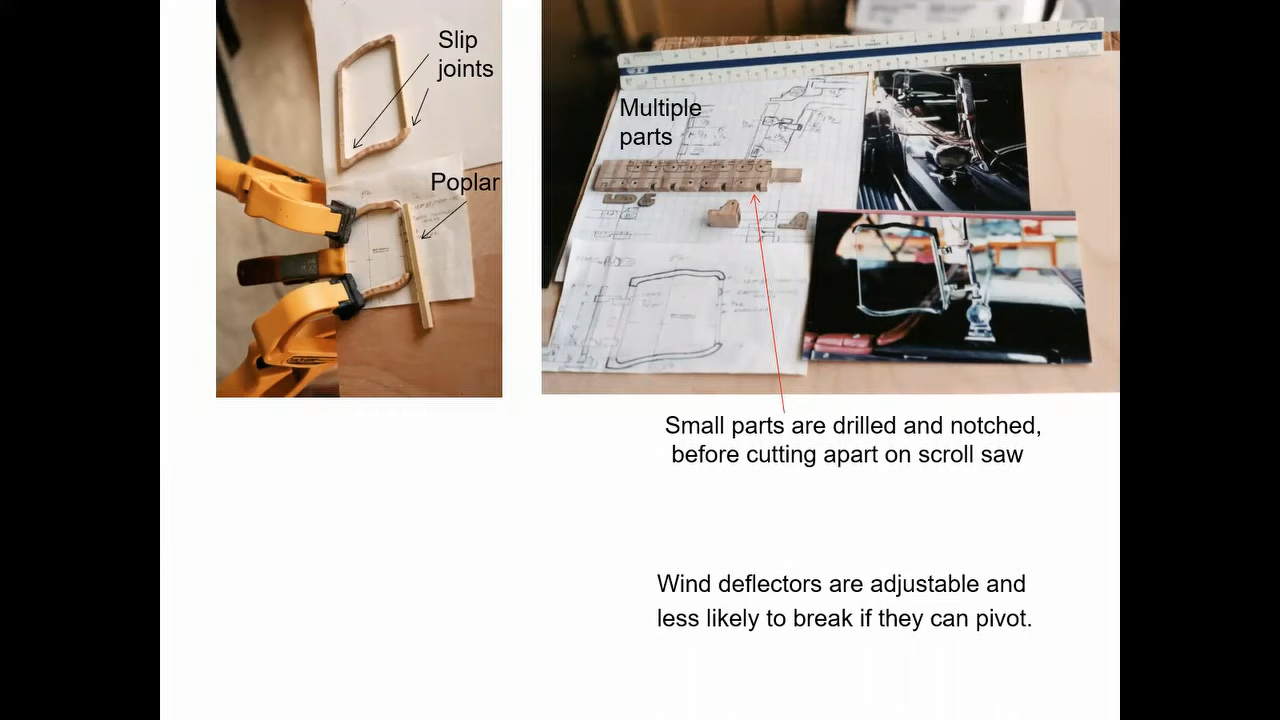 Slip
joints
Poplar
Multiple
parts
Small parts are drilled and notched,
before cutting apart on scroll saw
Wind deflectors are adjustable and
less likely to break if they can pivot.